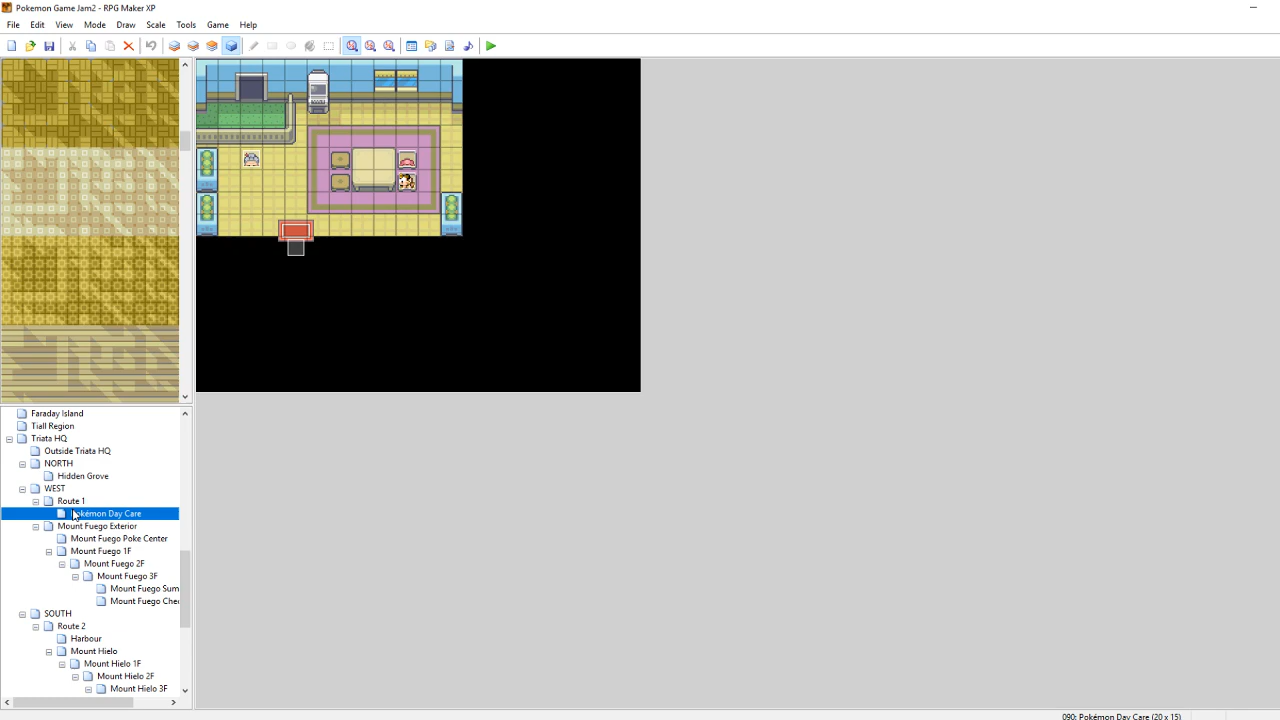 Pokemon Game Jam2 - RPG Maker XP
File Edit View Mode Draw Scale Tools Game Help
Faraday Island
Tiall Region
Triata HQ
Outside Triata HQ
NORTH
Hidden Grove
WEST
Route 1
Pokémon Day Care
Mount Fuego Exterior
Mount Fuego Poke Center
Mount Fuego 1F
Mount Fuego 2F
Mount Fuego 3F
Mount Fuego Sum
Mount Fuego Che
SOUTH
Route 2
Harbour
Mount Hielo
Mount Hielo 1F
Mount Hielo 2F
Mount Hielo 3F
090: Pokémon Day Care (20 x 15)